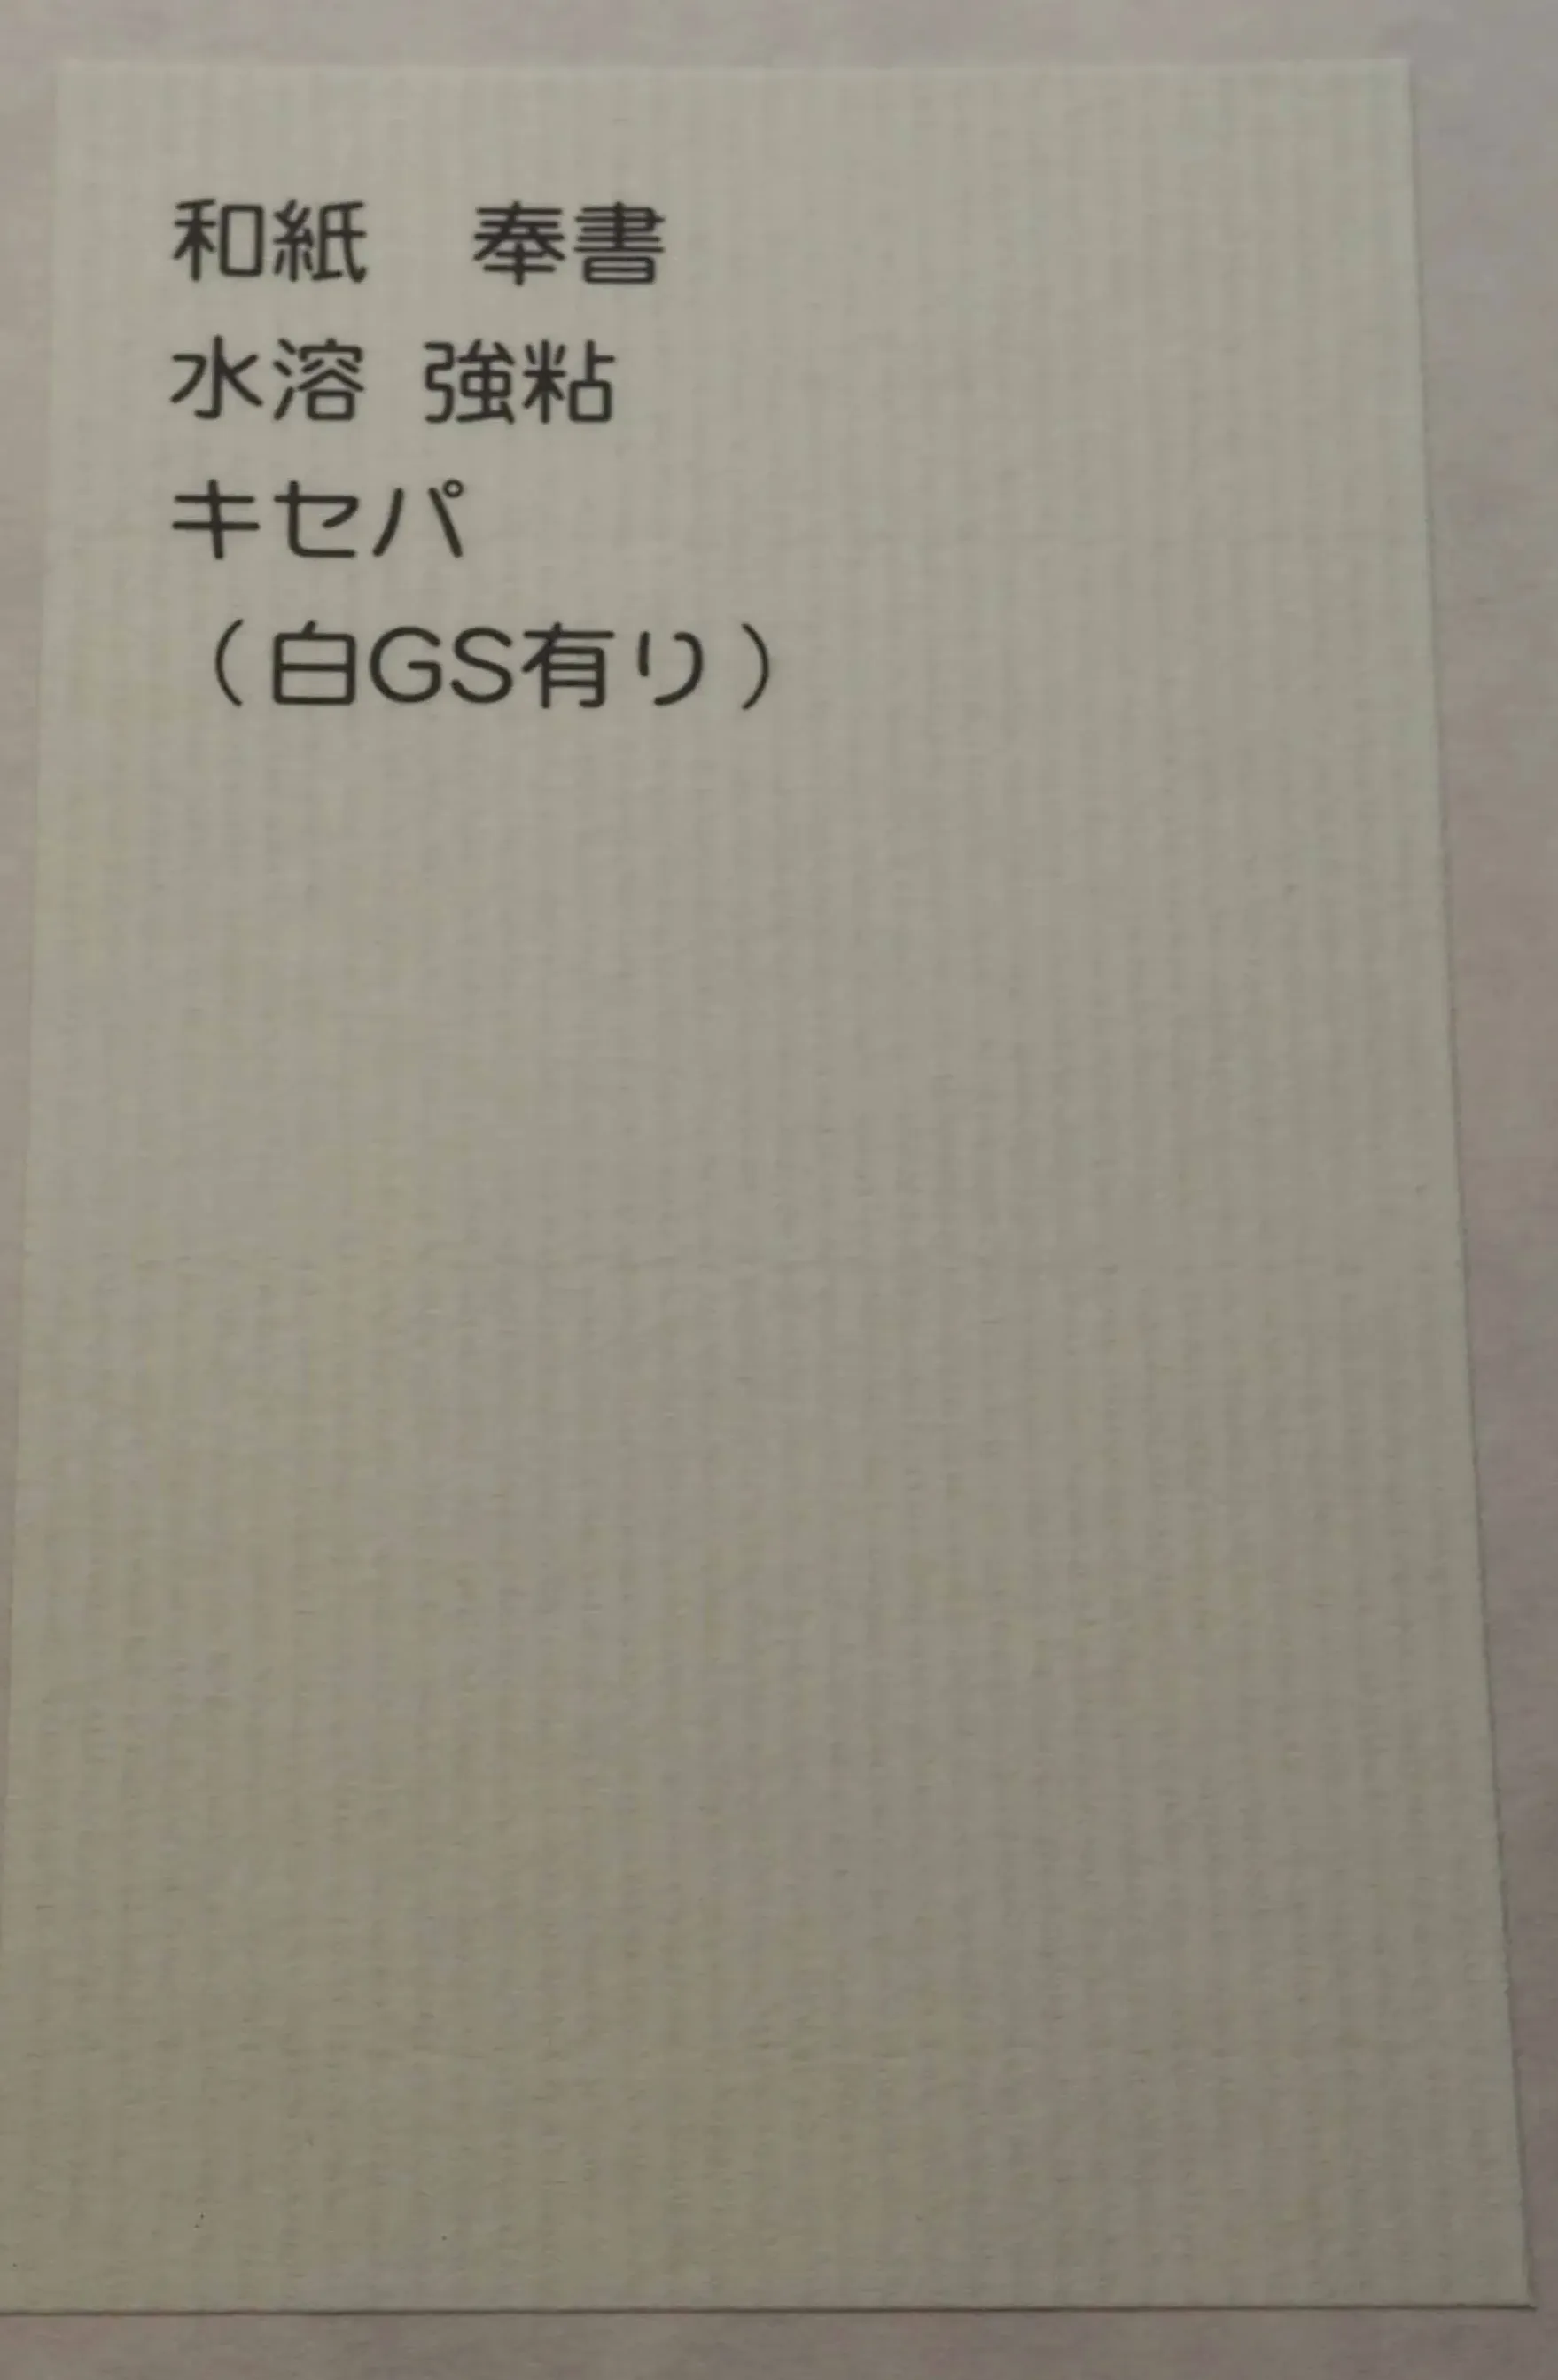 和紙　奉書
水溶 強粘
キセパ
（白GS有り）